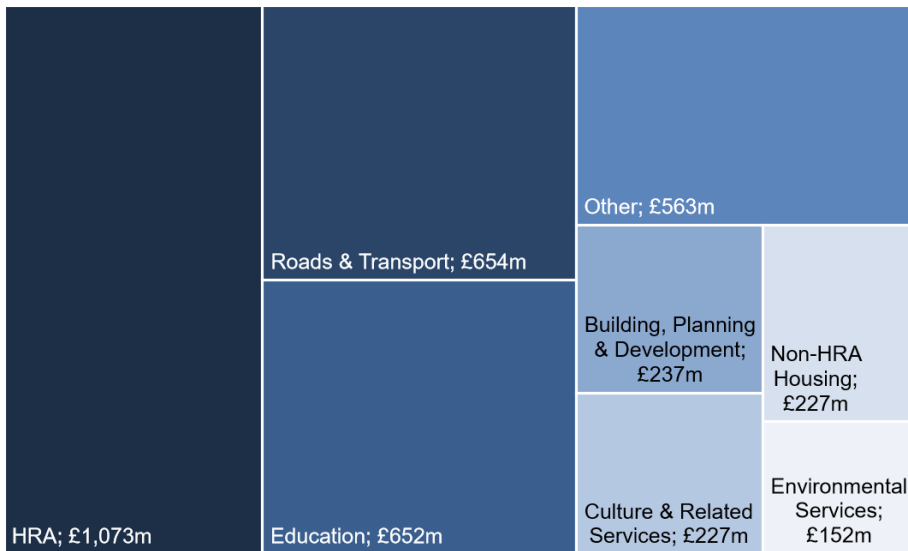 HRA; £1,073m
Roads & Transport; £654m
Education; £652m
Other; £563m
Building, Planning
& Development;
£237m
Culture & Related
Services; £227m
Non-HRA
Housing;
£227m
Environmental
Services;
£152m